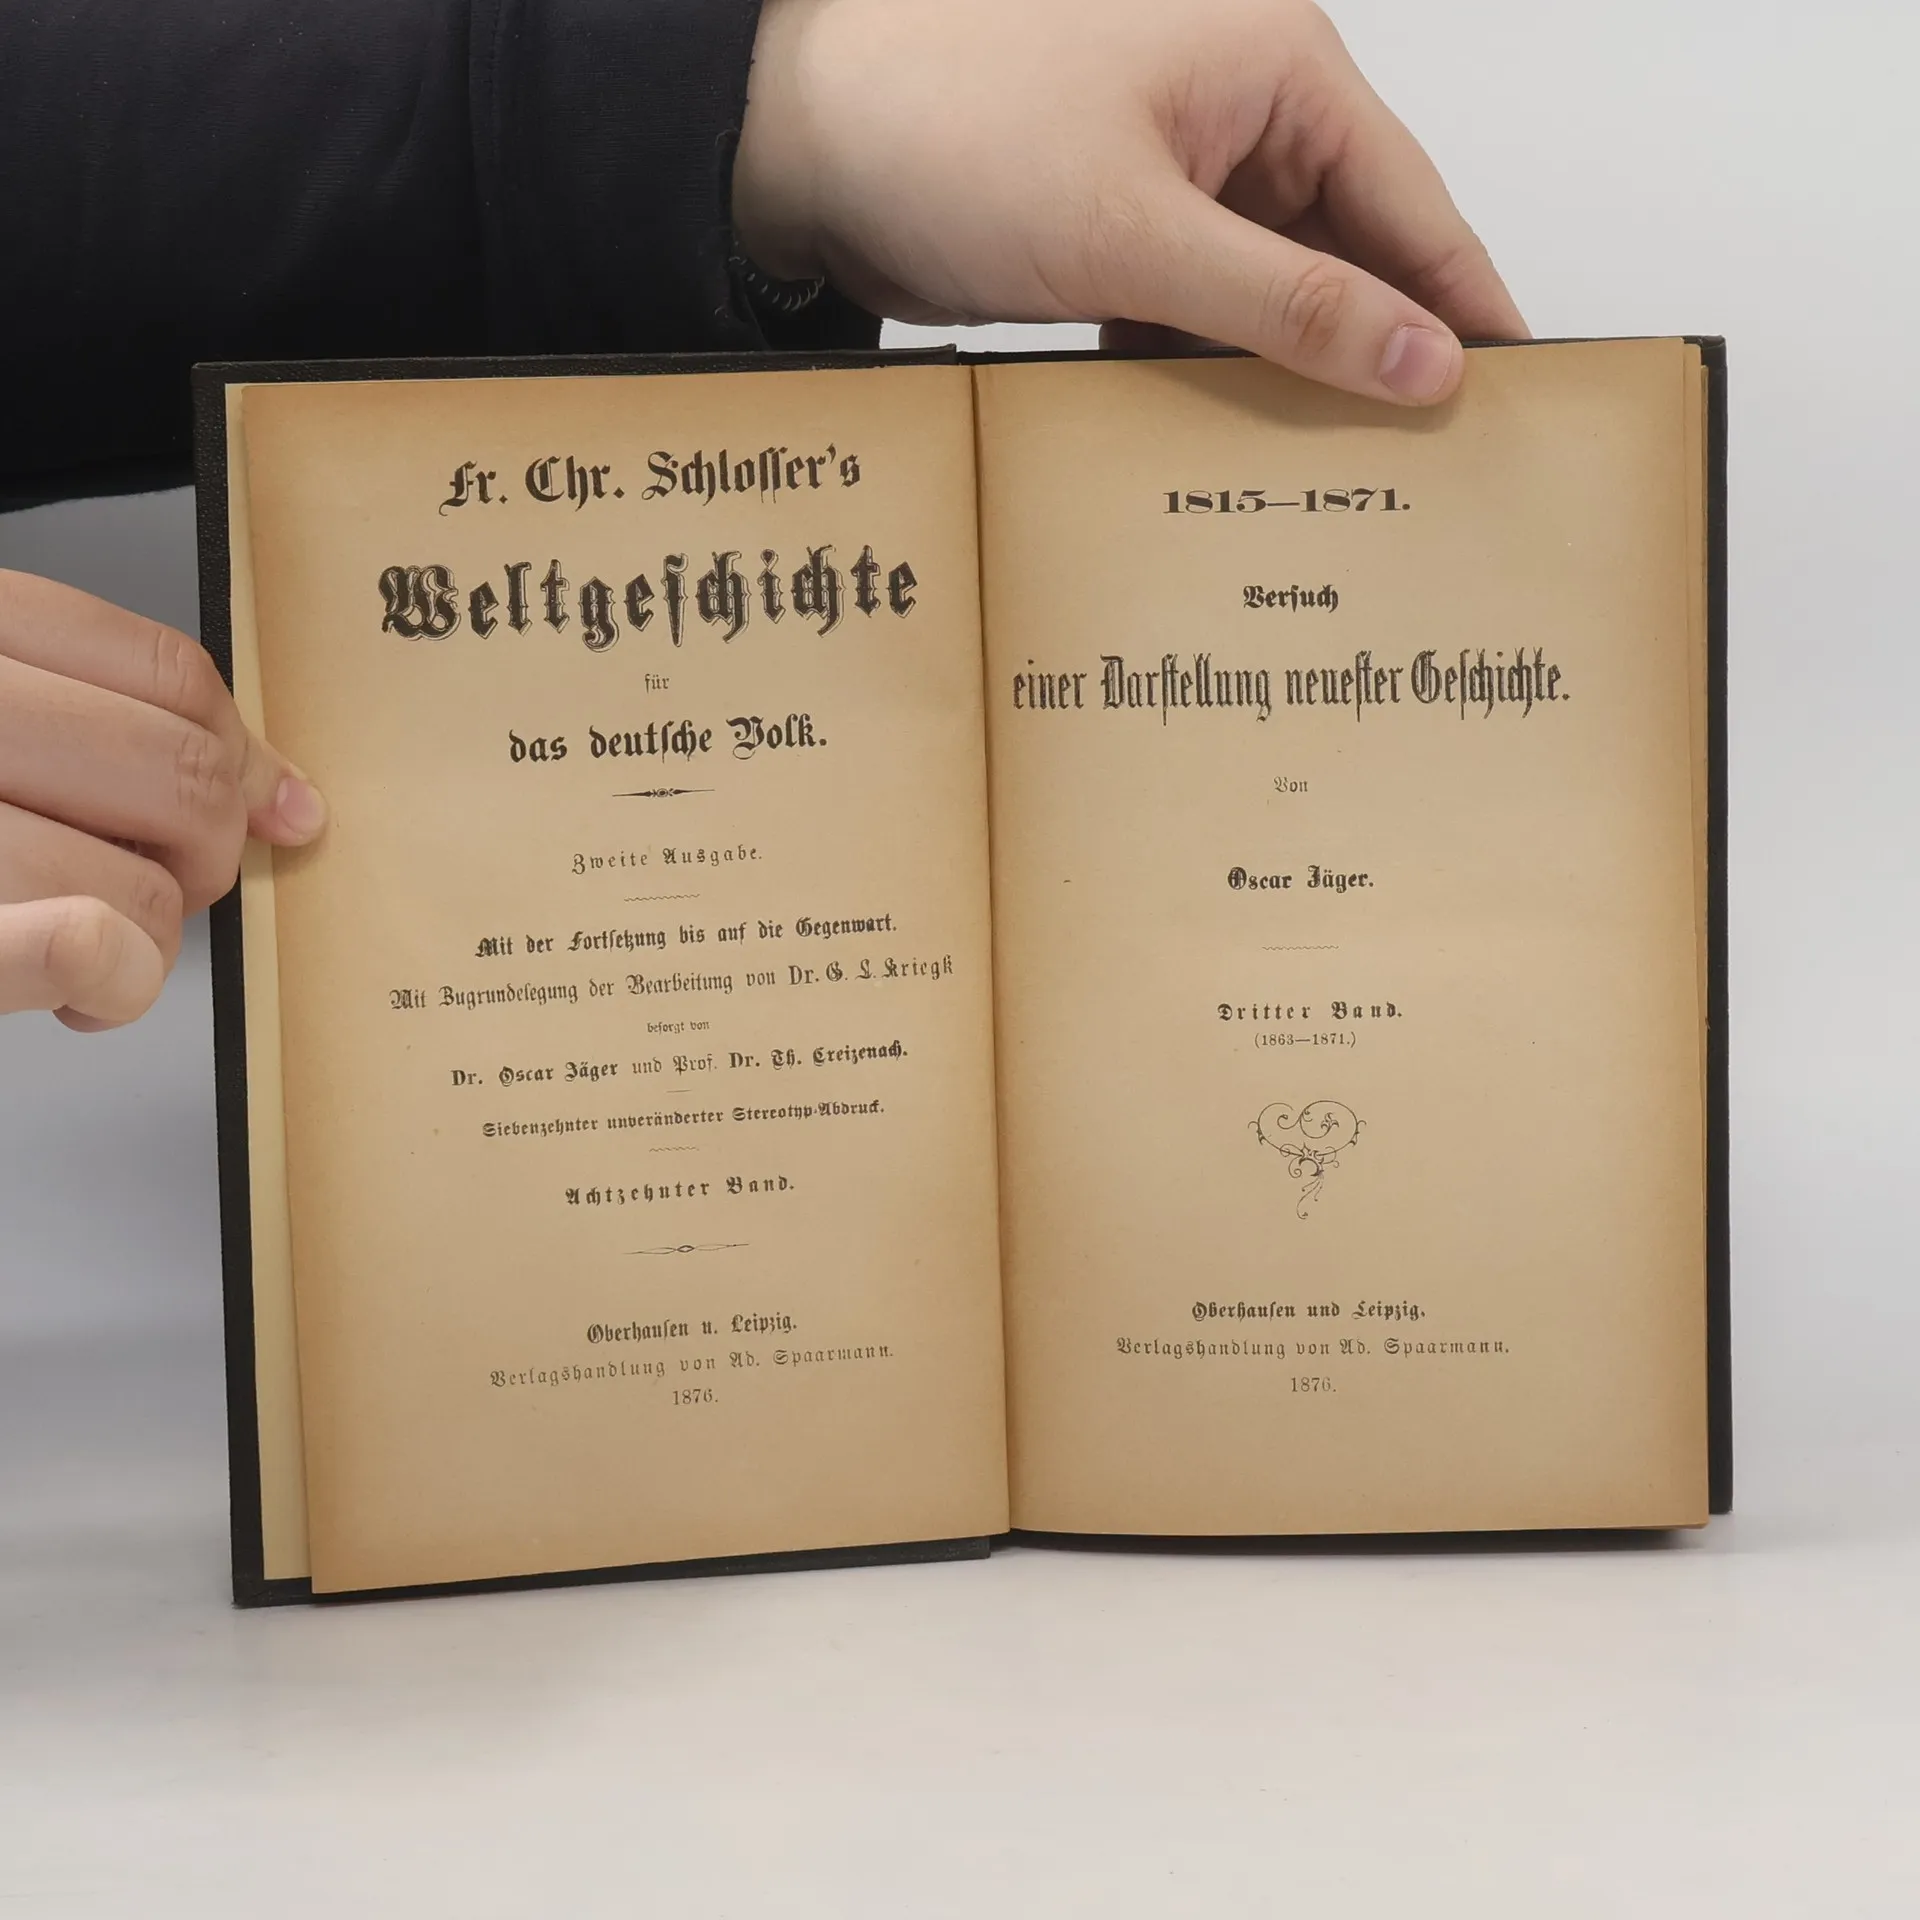 Fr. Chr. Schlosser's
Weltgeschichte
für
das deutsche Volk.
Zweite Ausgabe.
Mit der Fortsetzung bis auf die Gegenwart.
Mit Zugrundelegung der Bearbeitung von Dr. G. L. Kriegk
besorgt von
Dr. Oscar Jäger und Prof. Dr. Th. Creizenach.
Siebenzehnter unveränderter Stereotyp-Abdruck.
Achtzehnter Band.
Oberhausen u. Leipzig.
Verlagshandlung von Ad. Spaarmann.
1876.
1815—1871.
Versuch
einer Darstellung neuester Geschichte.
Von
Oscar Jäger.
Dritter Band.
(1863—1871.)
Oberhausen und Leipzig.
Verlagshandlung von Ad. Spaarmann.
1876.